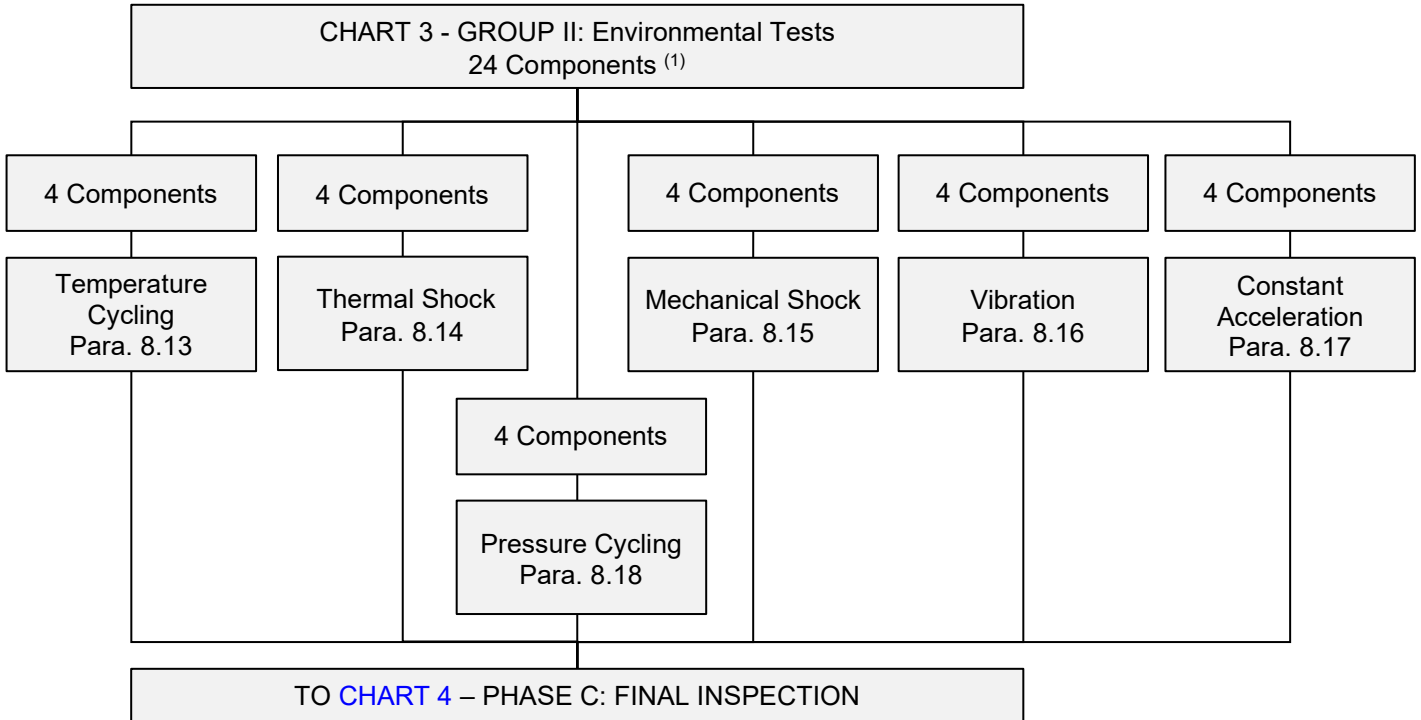 CHART 3 - GROUP II: Environmental Tests
24 Components (1)
4 Components
4 Components
4 Components
4 Components
4 Components
Temperature
Cycling
Para. 8.13
Thermal Shock
Para. 8.14
Mechanical Shock
Para. 8.15
Vibration
Para. 8.16
Constant
Acceleration
Para. 8.17
4 Components
Pressure Cycling
Para. 8.18
TO CHART 4 – PHASE C: FINAL INSPECTION